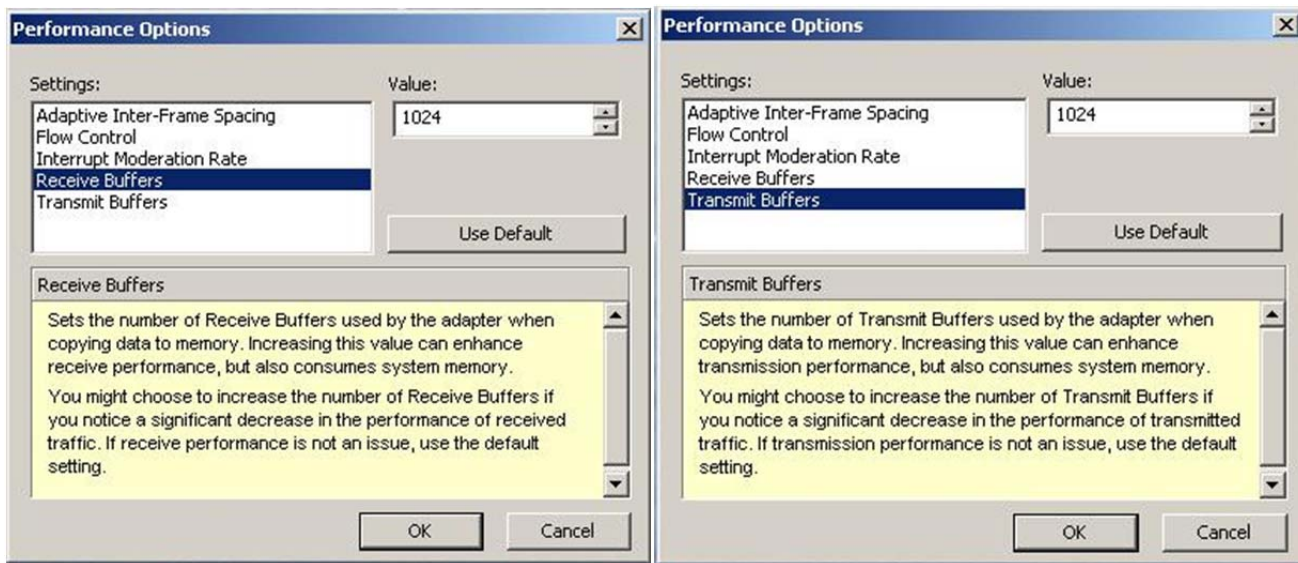 Performance Options
Settings:
Value:
Adaptive Inter-Frame Spacing
Flow Control
Interrupt Moderation Rate
Receive Buffers
Transmit Buffers
1024
Use Default
Receive Buffers
Sets the number of Receive Buffers used by the adapter when
copying data to memory. Increasing this value can enhance
receive performance, but also consumes system memory.
You might choose to increase the number of Receive Buffers if
you notice a significant decrease in the performance of received
traffic. If receive performance is not an issue, use the default
setting.
OK
Cancel
Performance Options
Settings:
Value:
Adaptive Inter-Frame Spacing
Flow Control
Interrupt Moderation Rate
Receive Buffers
Transmit Buffers
1024
Use Default
Transmit Buffers
Sets the number of Transmit Buffers used by the adapter when
copying data to memory. Increasing this value can enhance
transmission performance, but also consumes system memory.
You might choose to increase the number of Transmit Buffers if
you notice a significant decrease in the performance of transmitted
traffic. If transmission performance is not an issue, use the default
setting.
OK
Cancel